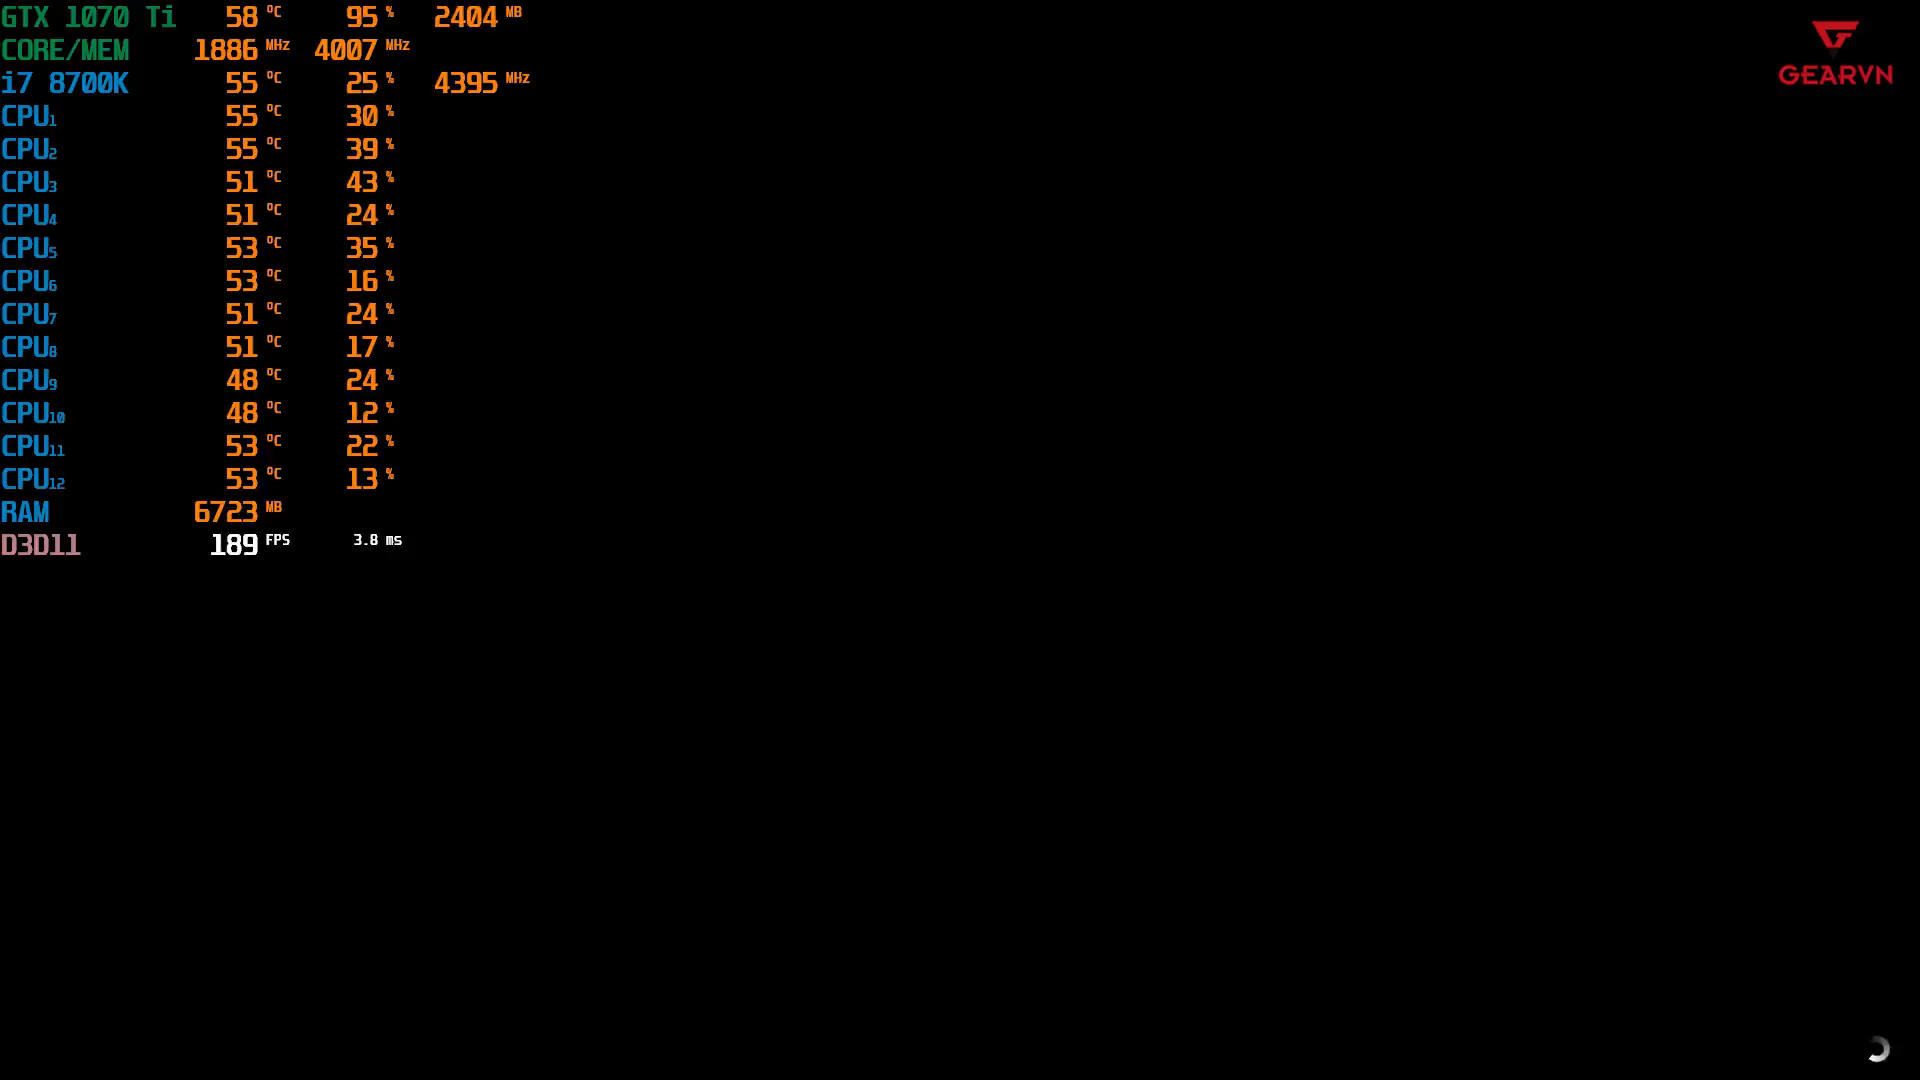 GTX 1070 Ti 58 °C 95 % 2404 MB
CORE/MEM 1886 MHz 4007 MHz
i7 8700K 55 °C 25 % 4395 MHz
CPU1 55 °C 30 %
CPU2 55 °C 39 %
CPU3 51 °C 43 %
CPU4 51 °C 24 %
CPU5 53 °C 35 %
CPU6 53 °C 16 %
CPU7 51 °C 24 %
CPU8 51 °C 17 %
CPU9 48 °C 24 %
CPU10 48 °C 12 %
CPU11 53 °C 22 %
CPU12 53 °C 13 %
RAM 6723 MB
D3D11 189 FPS 3.8 ms
GEARVN